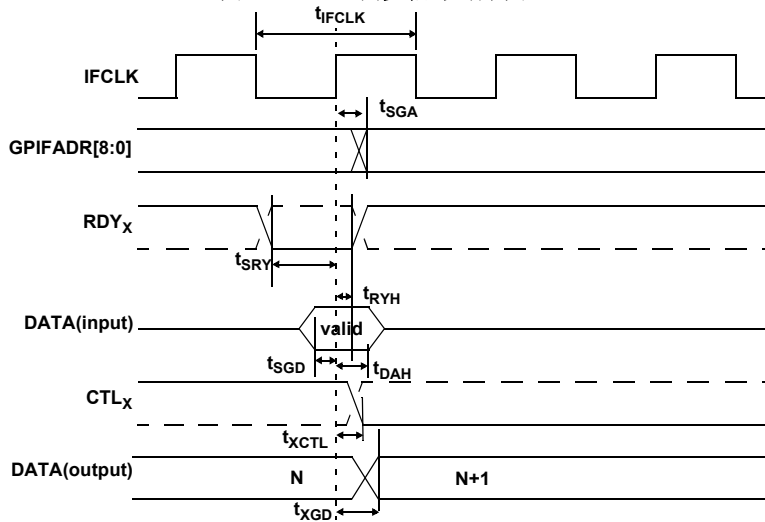 tIFCLK
IFCLK
tSGA
GPIFADR[8:0]
RDYX
tSRY
tRYH
DATA(input)
valid
tSGD
tDAH
CTLX
tXCTL
DATA(output)
N
N+1
tXGD